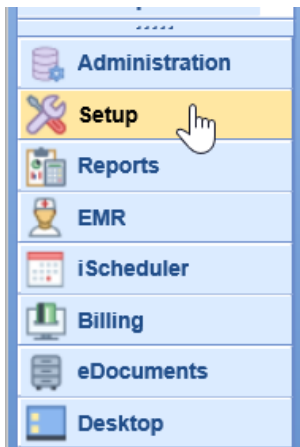 Administration
Setup
Reports
EMR
iScheduler
Billing
eDocuments
Desktop